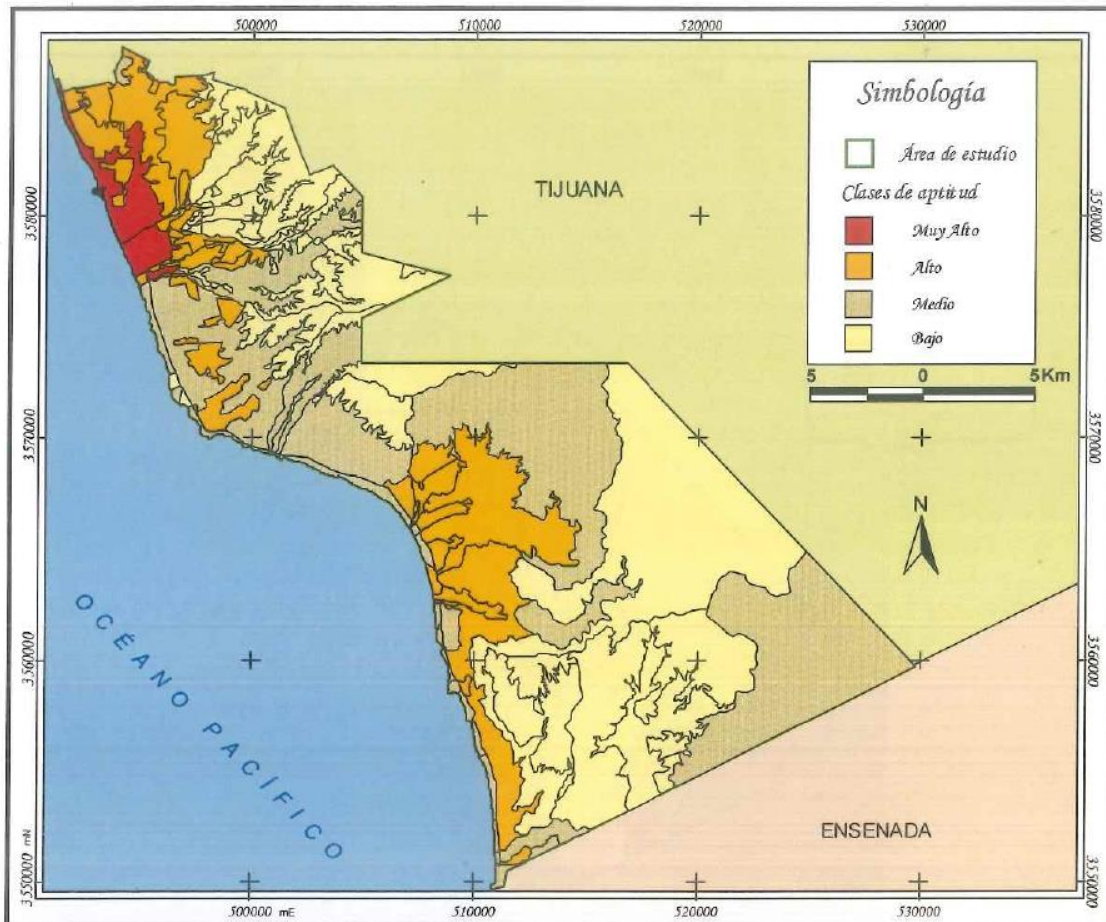 500000
510000
520000
530000
Simbología
Área de estudio
Clases de aptitud
Muy Alto
Alto
Medio
Bajo
5 0 5Km
TIJUANA
N
ENSENADA
OCÉANO PACÍFICO
3580000
3570000
3560000
3550000 mN
3580000
3570000
3560000
3550000
500000 mE
510000
520000
530000